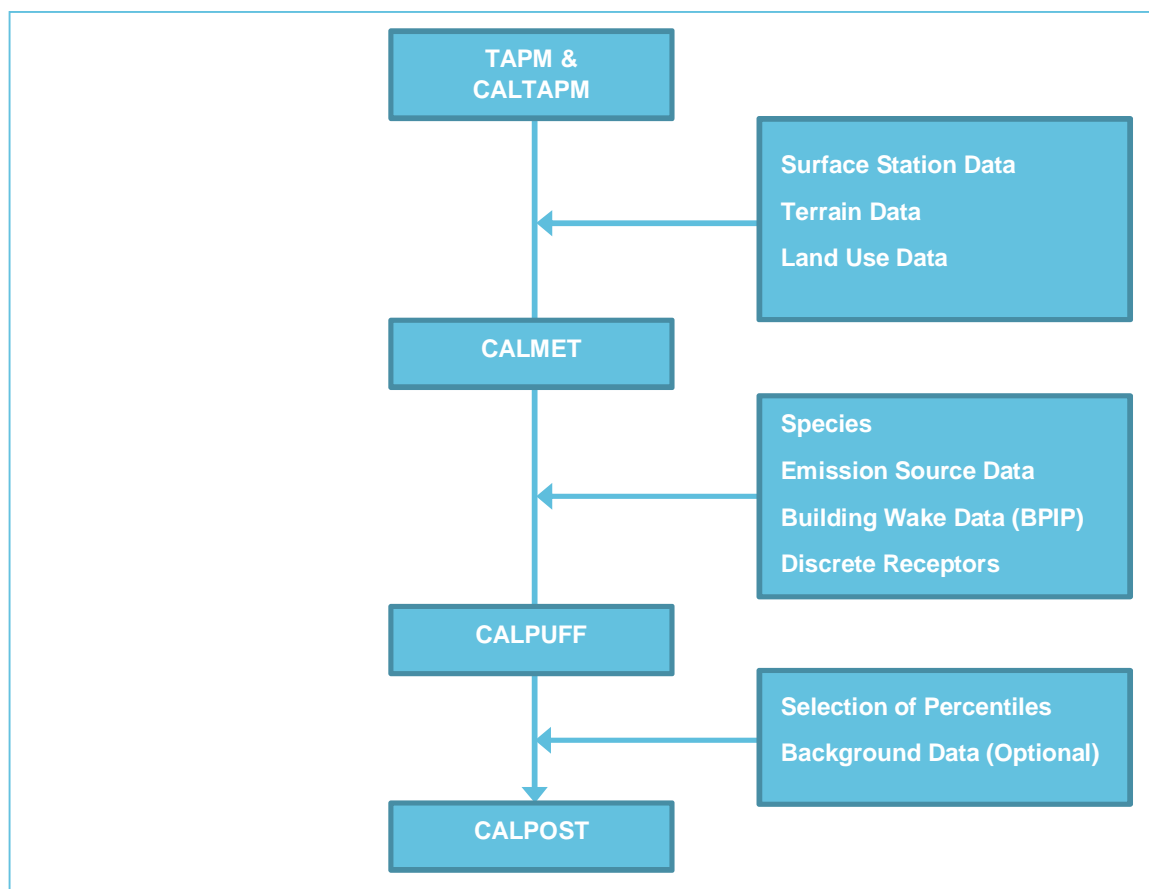 TAPM &
CALTAPM
Surface Station Data
Terrain Data
Land Use Data
CALMET
Species
Emission Source Data
Building Wake Data (BPIP)
Discrete Receptors
CALPUFF
Selection of Percentiles
Background Data (Optional)
CALPOST